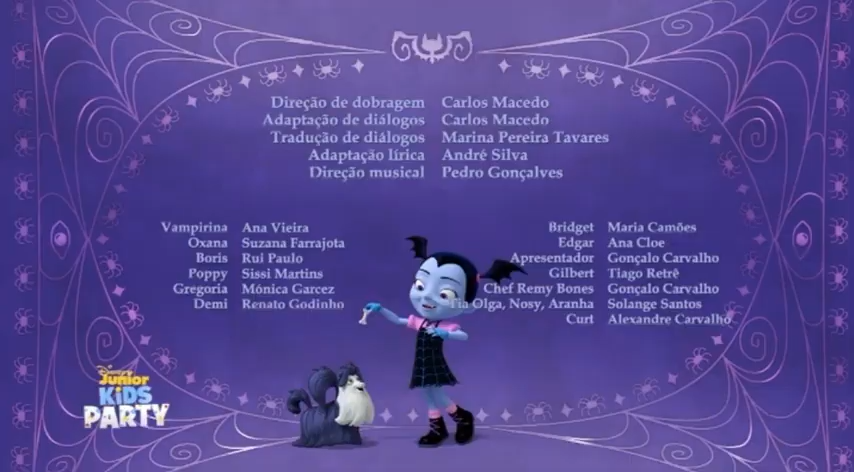 Direção de dobragem Carlos Macedo
Adaptação de diálogos Carlos Macedo
Tradução de diálogos Marina Pereira Tavares
Adaptação lírica André Silva
Direção musical Pedro Gonçalves
Vampirina Ana Vieira
Oxana Suzana Farrajota
Boris Rui Paulo
Poppy Sissi Martins
Gregoria Mónica Garcez
Demi Renato Godinho
Bridget Maria Camões
Edgar Ana Cloe
Apresentador Gonçalo Carvalho
Gilbert Tiago Retrê
Chef Remy Bones Gonçalo Carvalho
Tia Olga, Nosy, Aranha Solange Santos
Curt Alexandre Carvalho
Disney
Junior
KiDS
PARTY